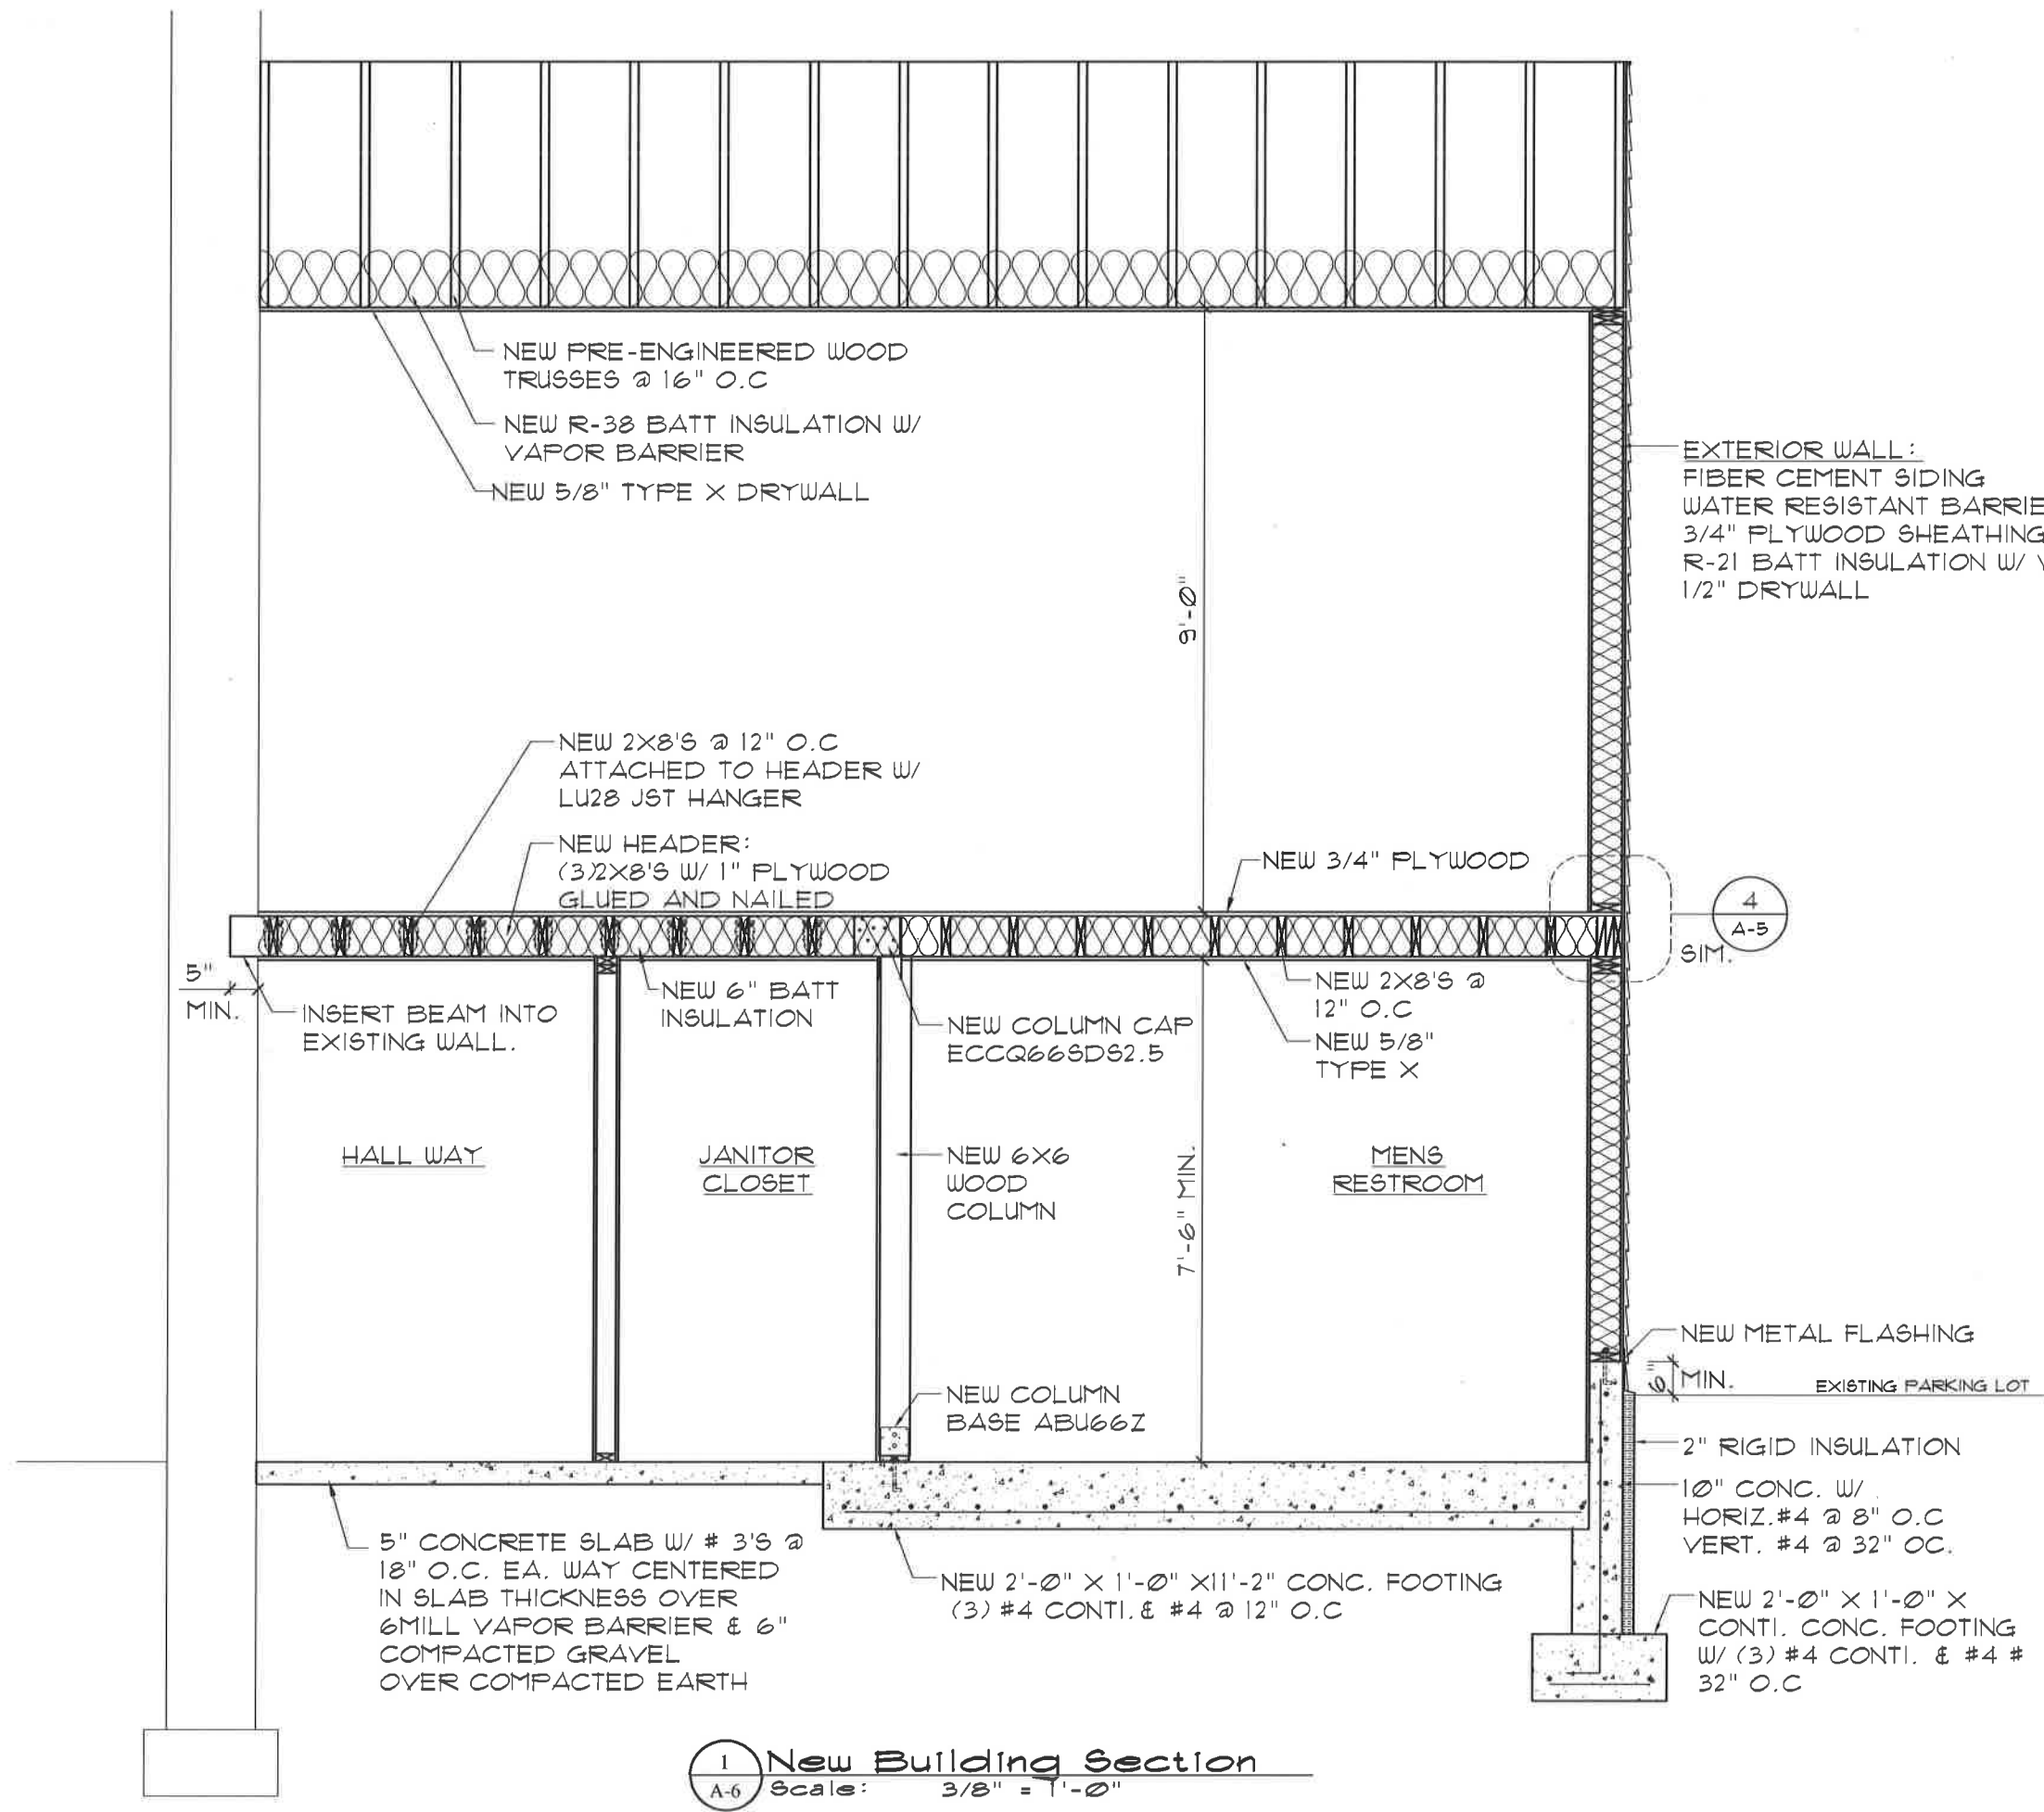 NEW PRE-ENGINEERED WOOD
TRUSSES @ 16" O.C
NEW R-38 BATT INSULATION W/
VAPOR BARRIER
NEW 5/8" TYPE X DRYWALL
EXTERIOR WALL:
FIBER CEMENT SIDING
WATER RESISTANT BARRIE
3/4" PLYWOOD SHEATHING
R-21 BATT INSULATION W/
1/2" DRYWALL
9'-0"
NEW 2X8'S @ 12" O.C
ATTACHED TO HEADER W/
LU28 JST HANGER
NEW HEADER:
(3)2X8'S W/ 1" PLYWOOD
GLUED AND NAILED
NEW 3/4" PLYWOOD
4
A-5
SIM.
5"
MIN.
INSERT BEAM INTO
EXISTING WALL.
NEW 6" BATT
INSULATION
NEW COLUMN CAP
ECCQ66SDS2.5
NEW 2X8'S @
12" O.C
NEW 5/8"
TYPE X
HALL WAY
JANITOR
CLOSET
NEW 6X6
WOOD
COLUMN
7'-6" MIN.
MENS
RESTROOM
NEW METAL FLASHING
6"
MIN.
EXISTING PARKING LOT
NEW COLUMN
BASE ABU66Z
2" RIGID INSULATION
10" CONC. W/
HORIZ.#4 @ 8" O.C
VERT. #4 @ 32" OC.
5" CONCRETE SLAB W/ # 3'S @
18" O.C. EA. WAY CENTERED
IN SLAB THICKNESS OVER
6MILL VAPOR BARRIER & 6"
COMPACTED GRAVEL
OVER COMPACTED EARTH
NEW 2'-0" X 1'-0" X11'-2" CONC. FOOTING
(3) #4 CONTI.& #4 @ 12" O.C
NEW 2'-0" X 1'-0" X
CONTI. CONC. FOOTING
W/ (3) #4 CONTI. & #4 #
32" O.C
1
A-6
New Building Section
Scale: 3/8" = 1'-0"